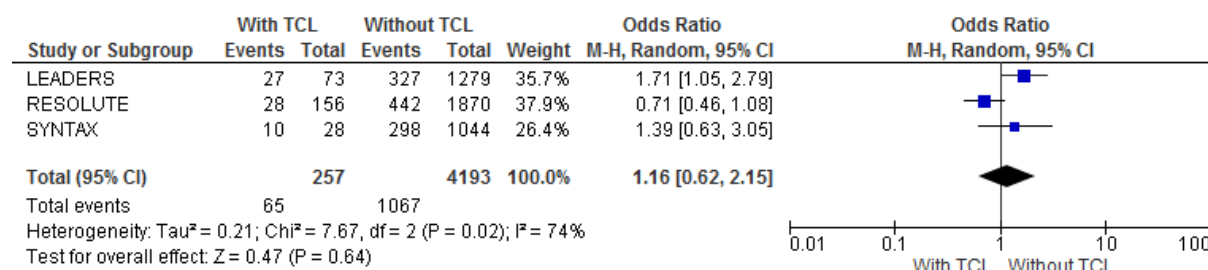 With TCL Without TCL Odds Ratio Odds Ratio
Study or Subgroup Events Total Events Total Weight M-H, Random, 95% CI M-H, Random, 95% CI
LEADERS 27 73 327 1279 35.7% 1.71 [1.05, 2.79]
RESOLUTE 28 156 442 1870 37.9% 0.71 [0.46, 1.08]
SYNTAX 10 28 298 1044 26.4% 1.39 [0.63, 3.05]
Total (95% CI) 257 4193 100.0% 1.16 [0.62, 2.15]
Total events 65 1067
Heterogeneity: Tau² = 0.21; Chi² = 7.67, df = 2 (P = 0.02); I² = 74%
Test for overall effect: Z = 0.47 (P = 0.64)
0.01 0.1 1 10 100
With TCL Without TCL